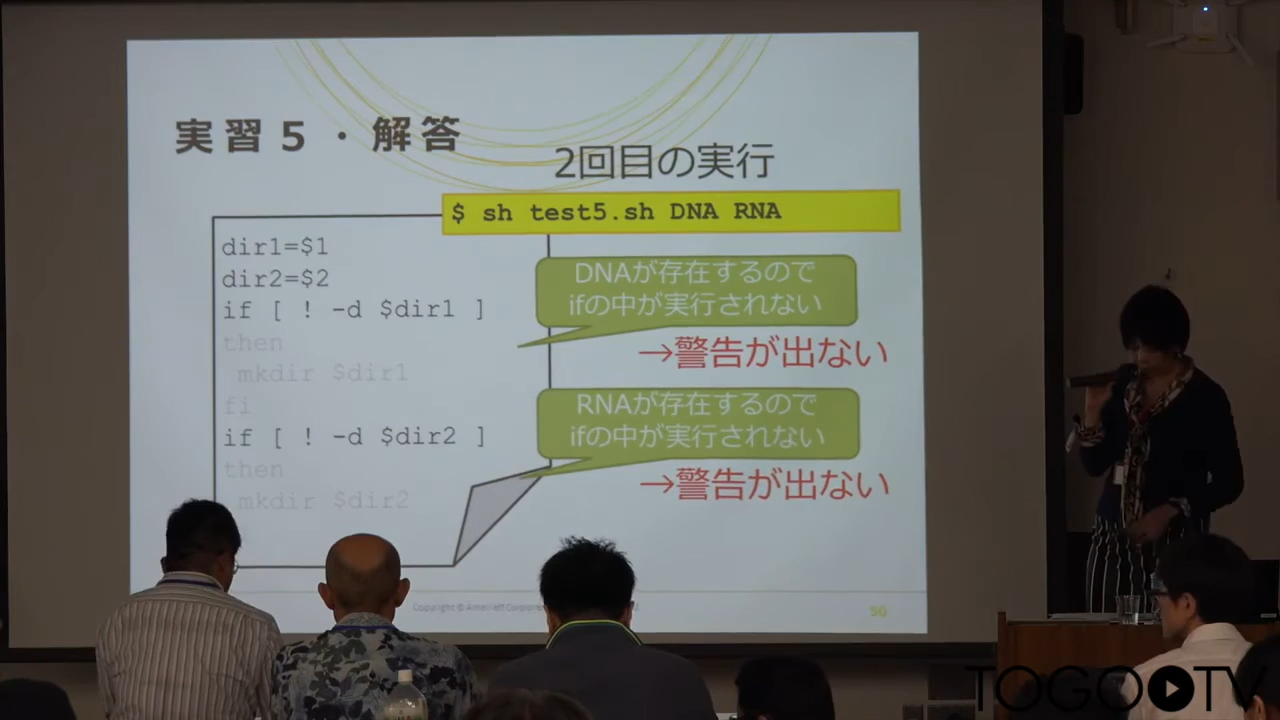 実習５・解答
2回目の実行
$ sh test5.sh DNA RNA
dir1=$1
dir2=$2
if [ ! -d $dir1 ]
then
mkdir $dir1
fi
if [ ! -d $dir2 ]
then
mkdir $dir2
DNAが存在するので
ifの中が実行されない
→警告が出ない
RNAが存在するので
ifの中が実行されない
→警告が出ない
Copyright © Amelieff Corporation
50
TOGOTV